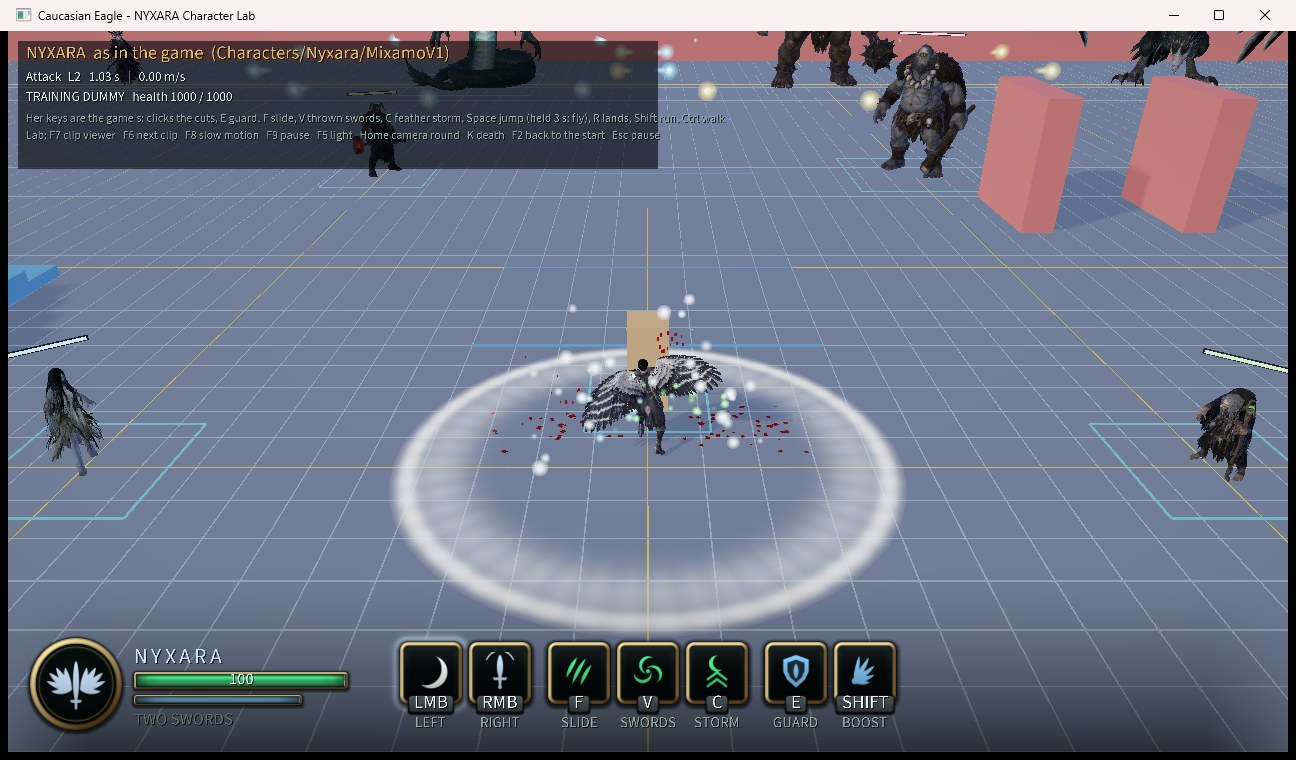 Caucasian Eagle - NYXARA Character Lab
NYXARA as in the game (Characters/Nyxara/MixamoV1)
Attack L2 1.03 s | 0.00 m/s
TRAINING DUMMY health 1000 / 1000
Her keys are the game's: clicks the cuts, E guard, F slide, V thrown swords, C feather storm, Space jump (held 3 s: fly), R lands, Shift run, Ctrl walk
Lab: F7 clip viewer F6 next clip F8 slow motion F9 pause F5 light Home camera round K death F2 back to the start Esc pause
NYXARA
100
TWO SWORDS
LMB RMB F V C E SHIFT
LEFT RIGHT SLIDE SWORDS STORM GUARD BOOST